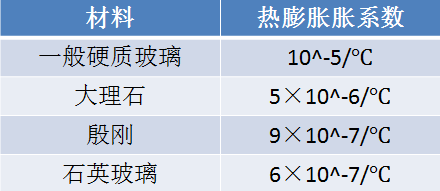 材料 热膨胀胀系数
一般硬质玻璃 10^-5/℃
大理石 5×10^-6/℃
殷刚 9×10^-7/℃
石英玻璃 6×10^-7/℃